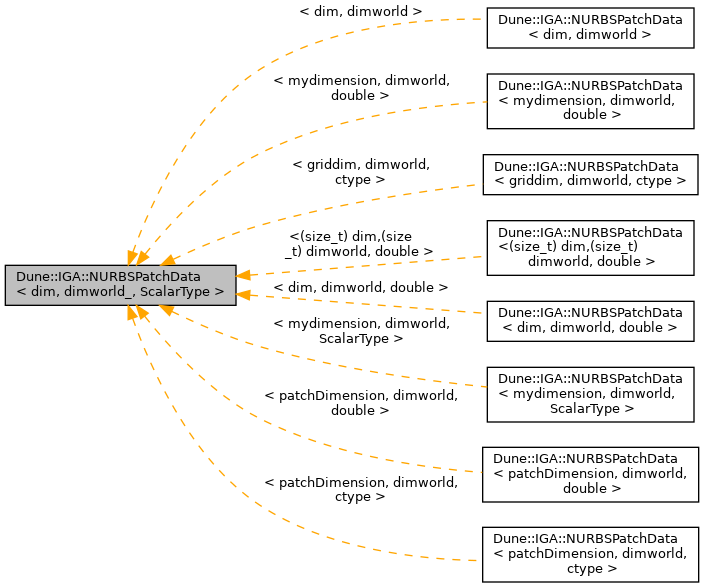 Dune::IGA::NURBSPatchData
< dim, dimworld_, ScalarType >
< dim, dimworld >
Dune::IGA::NURBSPatchData
< dim, dimworld >
< mydimension, dimworld,
double >
Dune::IGA::NURBSPatchData
< mydimension, dimworld,
double >
< griddim, dimworld,
ctype >
Dune::IGA::NURBSPatchData
< griddim, dimworld, ctype >
<(size_t) dim,(size
_t) dimworld, double >
Dune::IGA::NURBSPatchData
<(size_t) dim,(size_t)
dimworld, double >
< dim, dimworld, double >
Dune::IGA::NURBSPatchData
< dim, dimworld, double >
< mydimension, dimworld,
ScalarType >
Dune::IGA::NURBSPatchData
< mydimension, dimworld,
ScalarType >
< patchDimension, dimworld,
double >
Dune::IGA::NURBSPatchData
< patchDimension, dimworld,
double >
< patchDimension, dimworld,
ctype >
Dune::IGA::NURBSPatchData
< patchDimension, dimworld,
ctype >